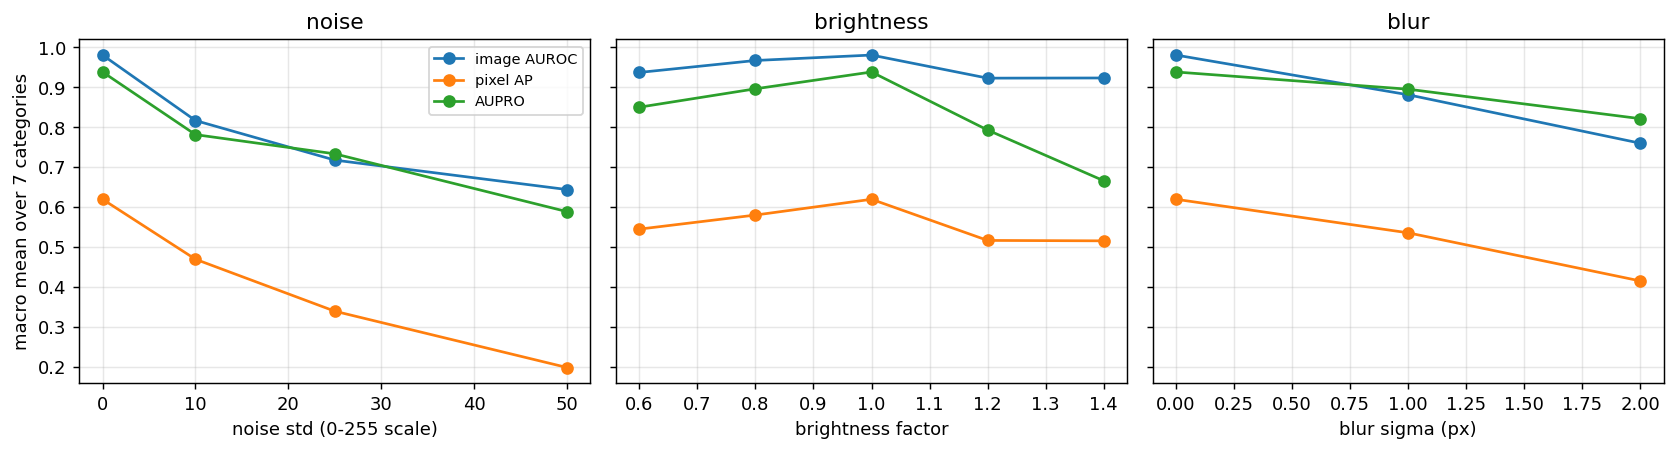 noise
brightness
blur
macro mean over 7 categories
1.0
0.9
0.8
0.7
0.6
0.5
0.4
0.3
0.2
image AUROC
pixel AP
AUPRO
0 10 20 30 40 50
noise std (0-255 scale)
0.6 0.7 0.8 0.9 1.0 1.1 1.2 1.3 1.4
brightness factor
0.00 0.25 0.50 0.75 1.00 1.25 1.50 1.75 2.00
blur sigma (px)